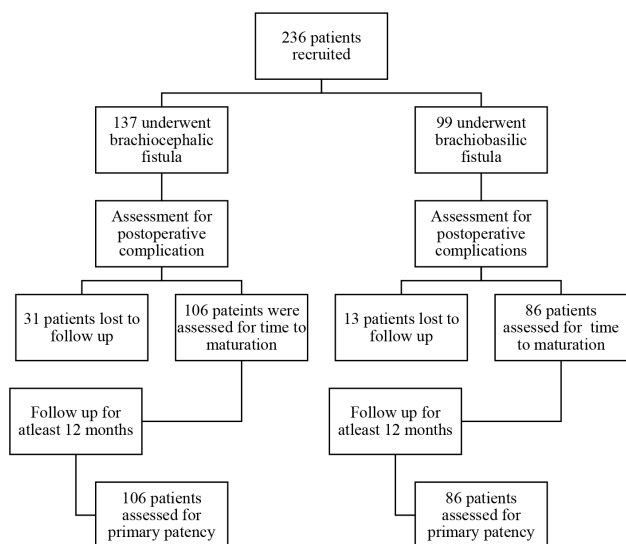 236 patients
recruited
137 underwent
brachiocephalic
fistula
99 underwent
brachiobasilic
fistula
Assessment for
postoperative
complication
Assessment for
postoperative
complications
31 patients lost to
follow up
106 pateints were
assessed for time to
maturation
13 patients lost to
follow up
86 patients
assessed for time
to maturation
Follow up for
atleast 12 months
Follow up for
atleast 12 months
106 patients
assessed for
primary patency
86 patients
assessed for
primary patency